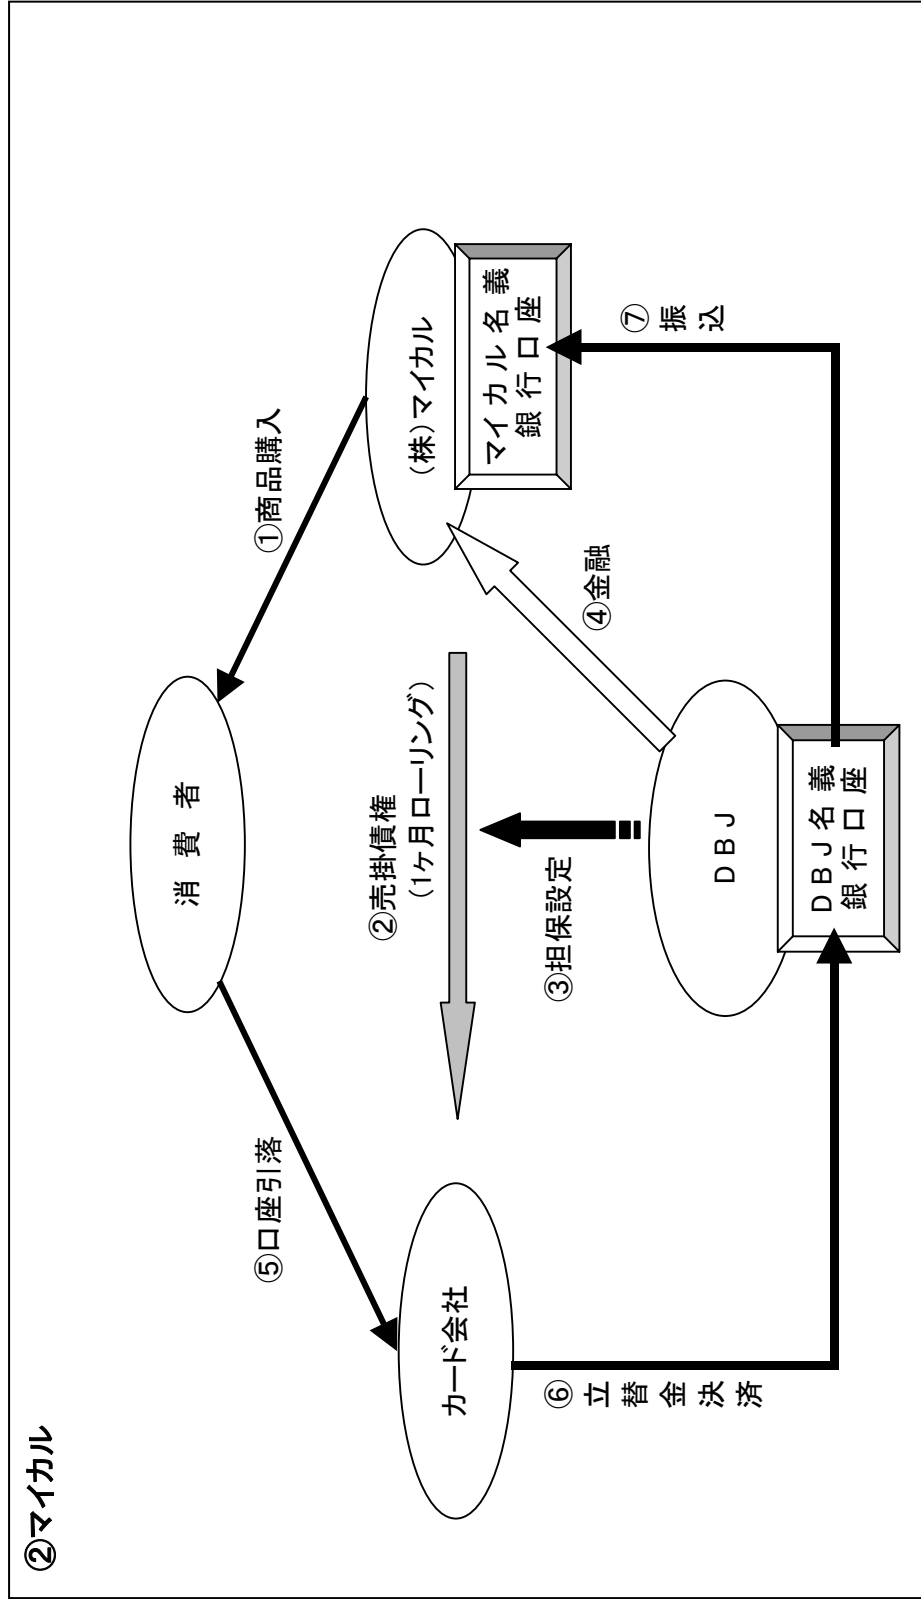 ②マイカル
消費者
⑤口座引落
①商品購入
カード会社
②売掛債権
(1ヶ月ローリング)
(株)マイカル
マイカル名義
銀行口座
③担保設定
④金融
⑥立替金決済
DBJ
DBJ名義
銀行口座
⑦振込